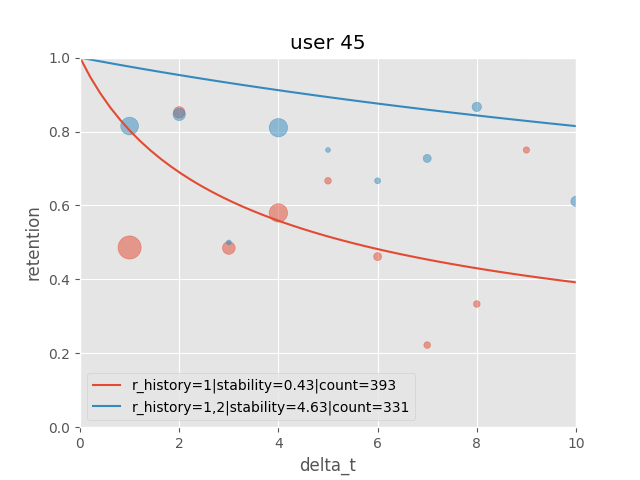 user 45
1.0
0.8
0.6
0.4
0.2
0.0
retention
r_history=1|stability=0.43|count=393
r_history=1,2|stability=4.63|count=331
0 2 4 6 8 10
delta_t